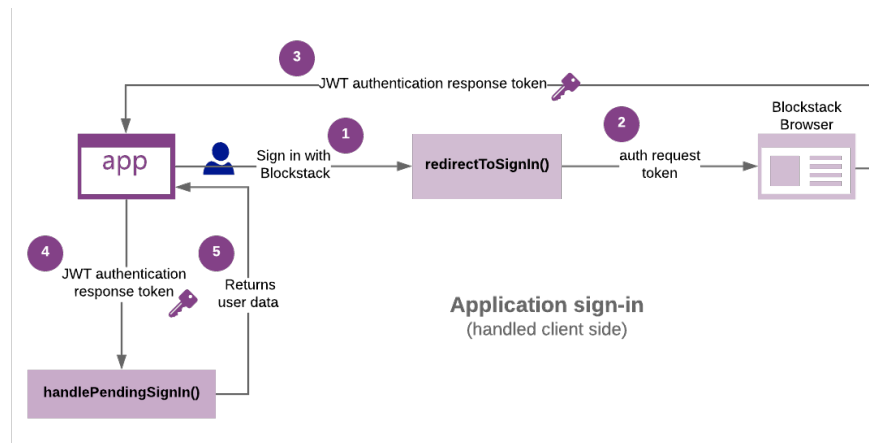 3
JWT authentication response token
Blockstack
Browser
1
2
app
Sign in with
Blockstack
redirectToSignIn()
auth request
token
4
5
JWT authentication
response token
Returns
user data
Application sign-in
(handled client side)
handlePendingSignIn()